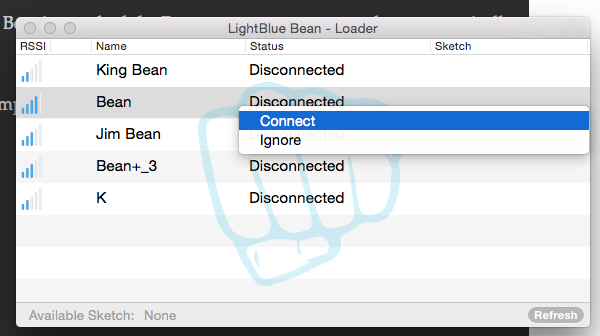 LightBlue Bean - Loader
RSSI Name Status Sketch
King Bean Disconnected
Bean Disconnected
Connect
Jim Bean
Ignore
Bean+_3 Disconnected
K Disconnected
Available Sketch: None Refresh